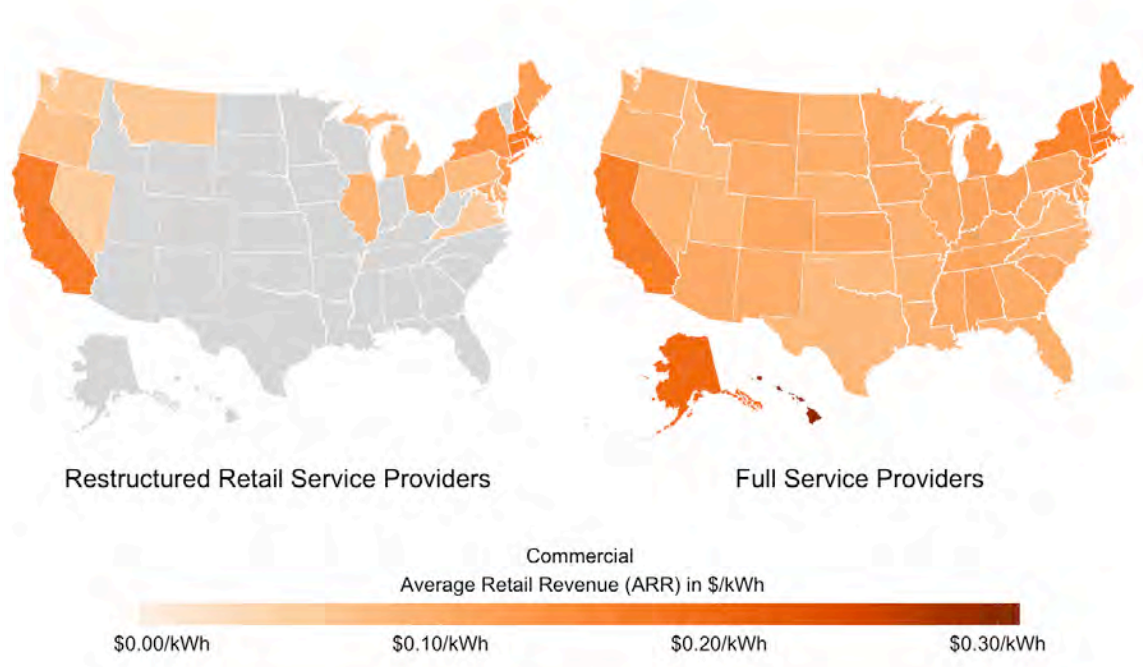 Restructured Retail Service Providers
Full Service Providers
Commercial
Average Retail Revenue (ARR) in $/kWh
$0.00/kWh
$0.10/kWh
$0.20/kWh
$0.30/kWh